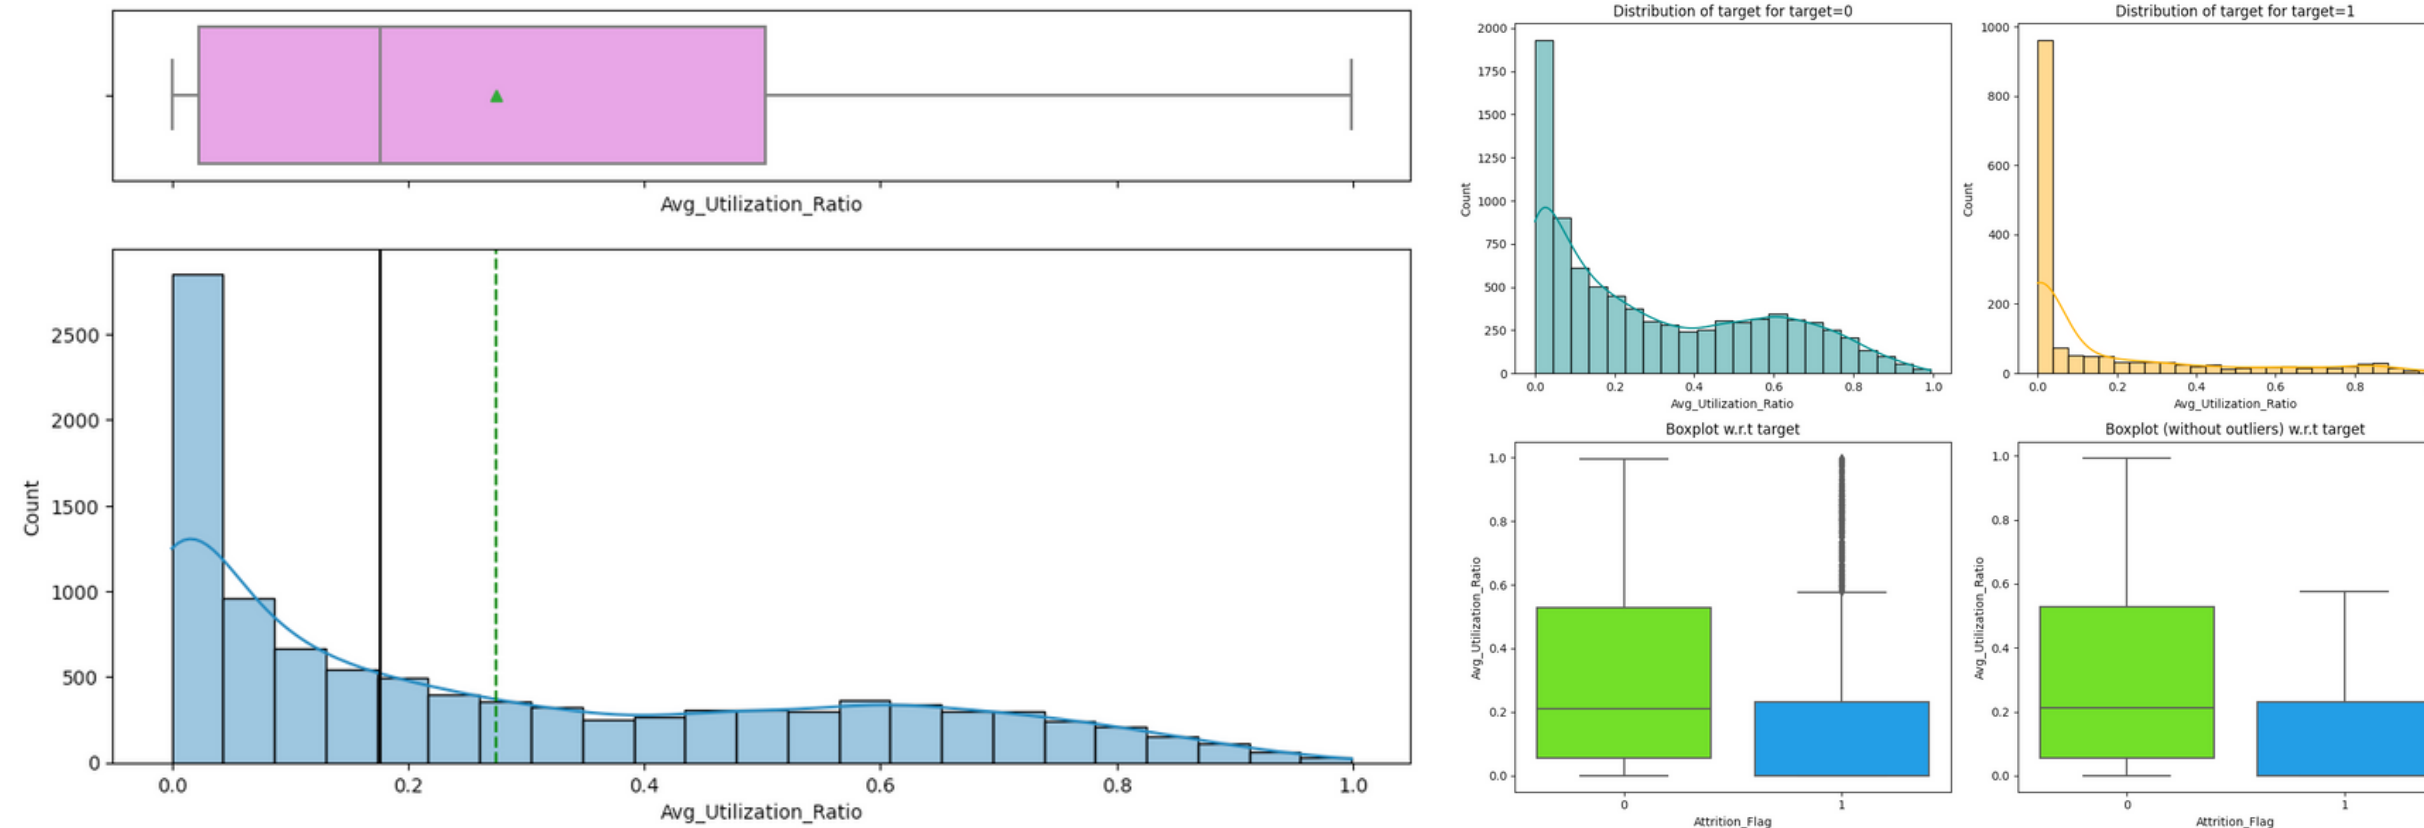 Avg_Utilization_Ratio
2500
2000
1500
1000
500
0
Count
0.0 0.2 0.4 0.6 0.8 1.0
Avg_Utilization_Ratio
Distribution of target for target=0
2000
1750
1500
1250
1000
750
500
250
0
Count
0.0 0.2 0.4 0.6 0.8 1.0
Avg_Utilization_Ratio
Distribution of target for target=1
1000
800
600
400
200
0
Count
0.0 0.2 0.4 0.6 0.8
Avg_Utilization_Ratio
Boxplot w.r.t target
1.0
0.8
0.6
0.4
0.2
0.0
Avg_Utilization_Ratio
0 1
Attrition_Flag
Boxplot (without outliers) w.r.t target
1.0
0.8
0.6
0.4
0.2
0.0
Avg_Utilization_Ratio
0 1
Attrition_Flag